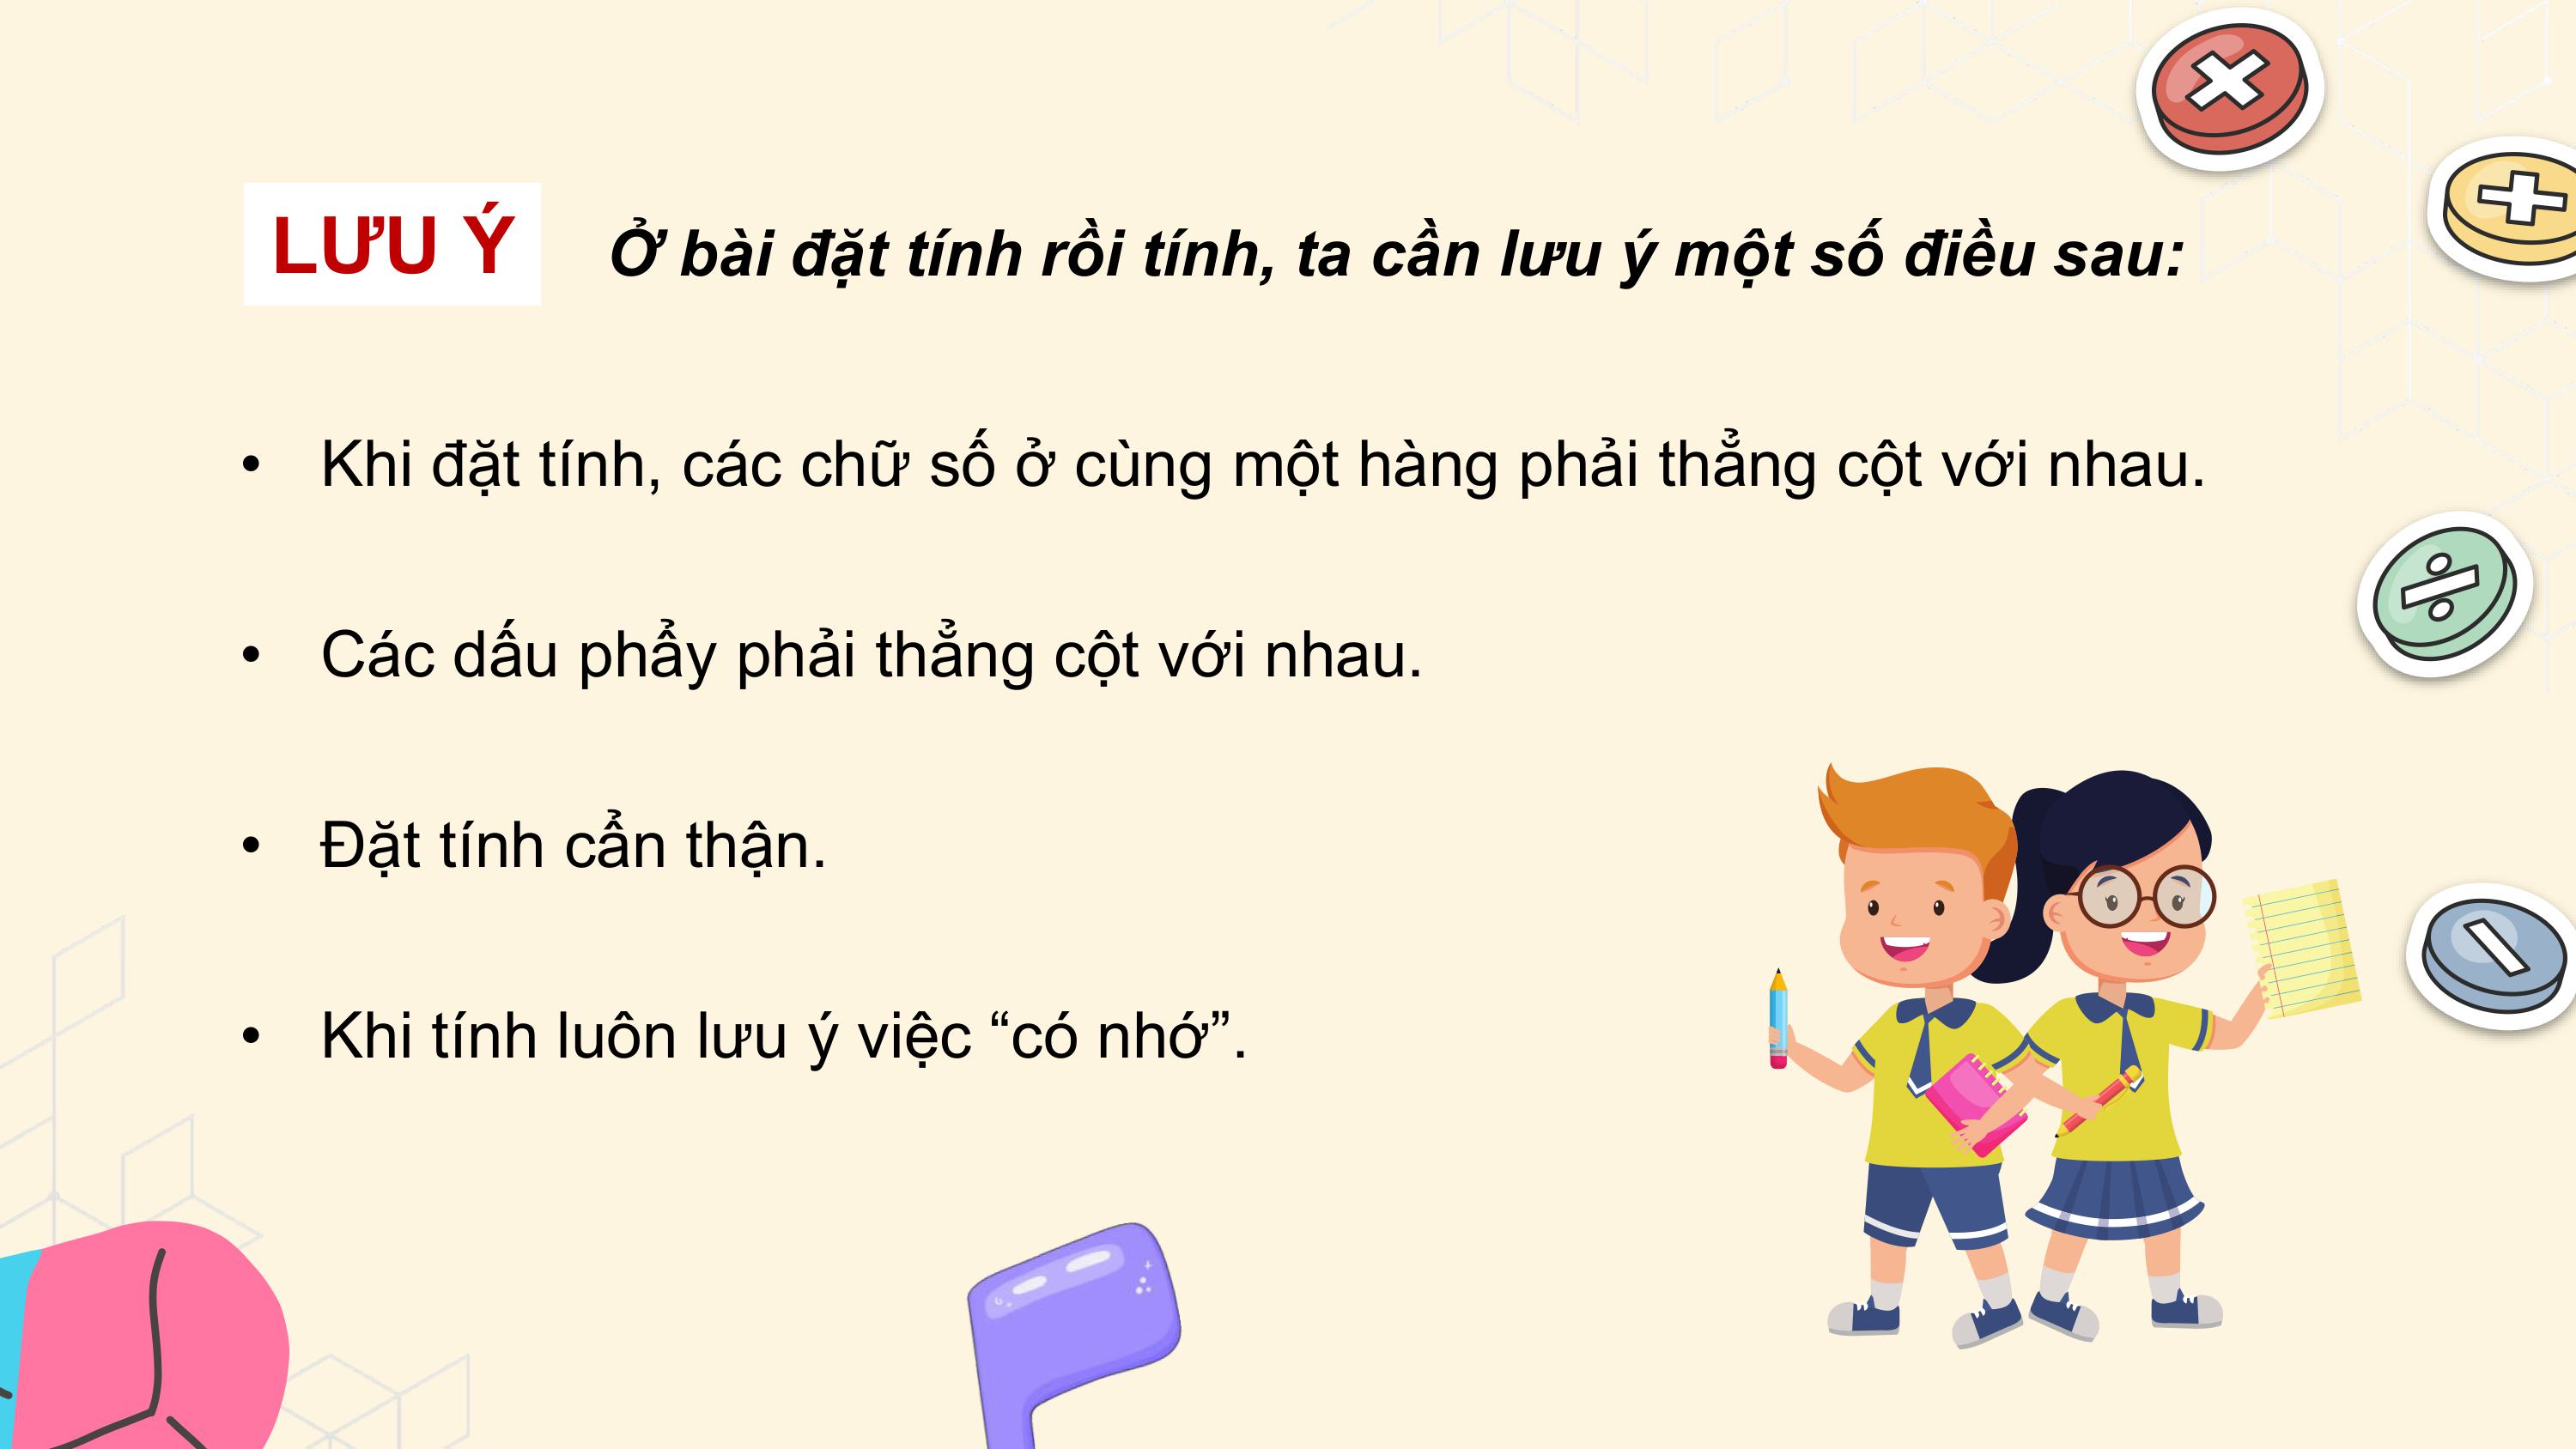 LƯU Ý Ở bài đặt tính rồi tính, ta cần lưu ý một số điều sau:
• Khi đặt tính, các chữ số ở cùng một hàng phải thẳng cột với nhau.
• Các dấu phẩy phải thẳng cột với nhau.
• Đặt tính cẩn thận.
• Khi tính luôn lưu ý việc “có nhớ”.